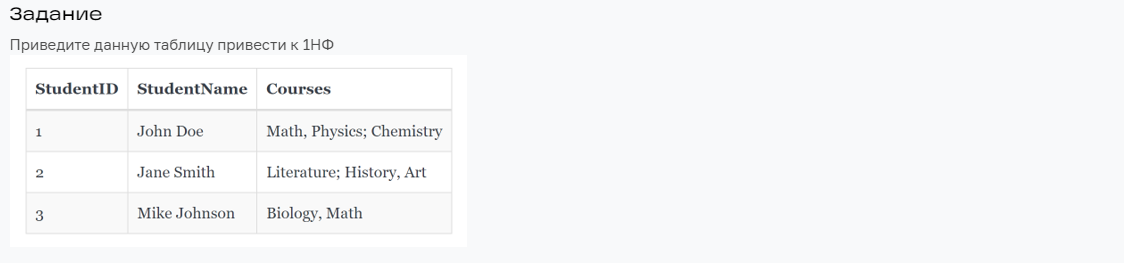 Задание
Приведите данную таблицу привести к 1НФ
StudentID StudentName Courses
1 John Doe Math, Physics; Chemistry
2 Jane Smith Literature; History, Art
3 Mike Johnson Biology, Math